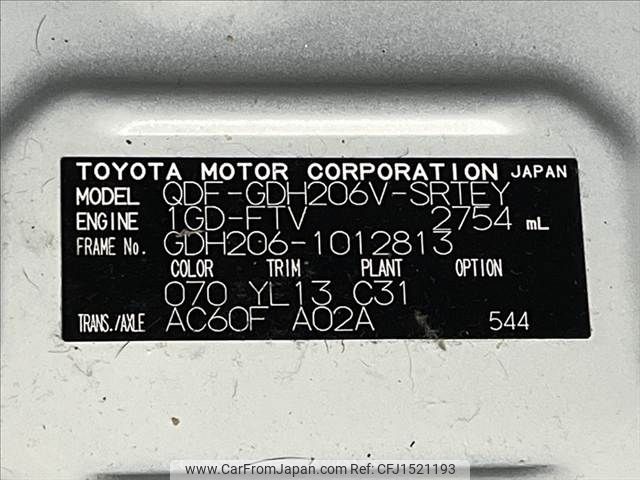 TOYOTA MOTOR CORPORATION JAPAN
MODEL QDF-GDH206V-SRTEY
ENGINE 1GD-FTV 2754 mL
FRAME No. GDH206-1012813
COLOR TRIM PLANT OPTION
070 YL13 C31
TRANS./AXLE AC60F A02A 544
www.CarFromJapan.com Ref No: CFJ1521193